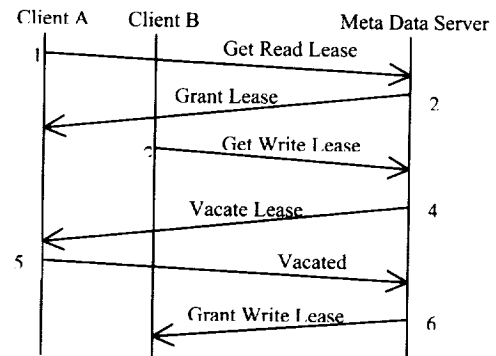 Client A Client B Meta Data Server
1
Get Read Lease
Grant Lease
2
Get Write Lease
Vacate Lease
4
5
Vacated
Grant Write Lease
6